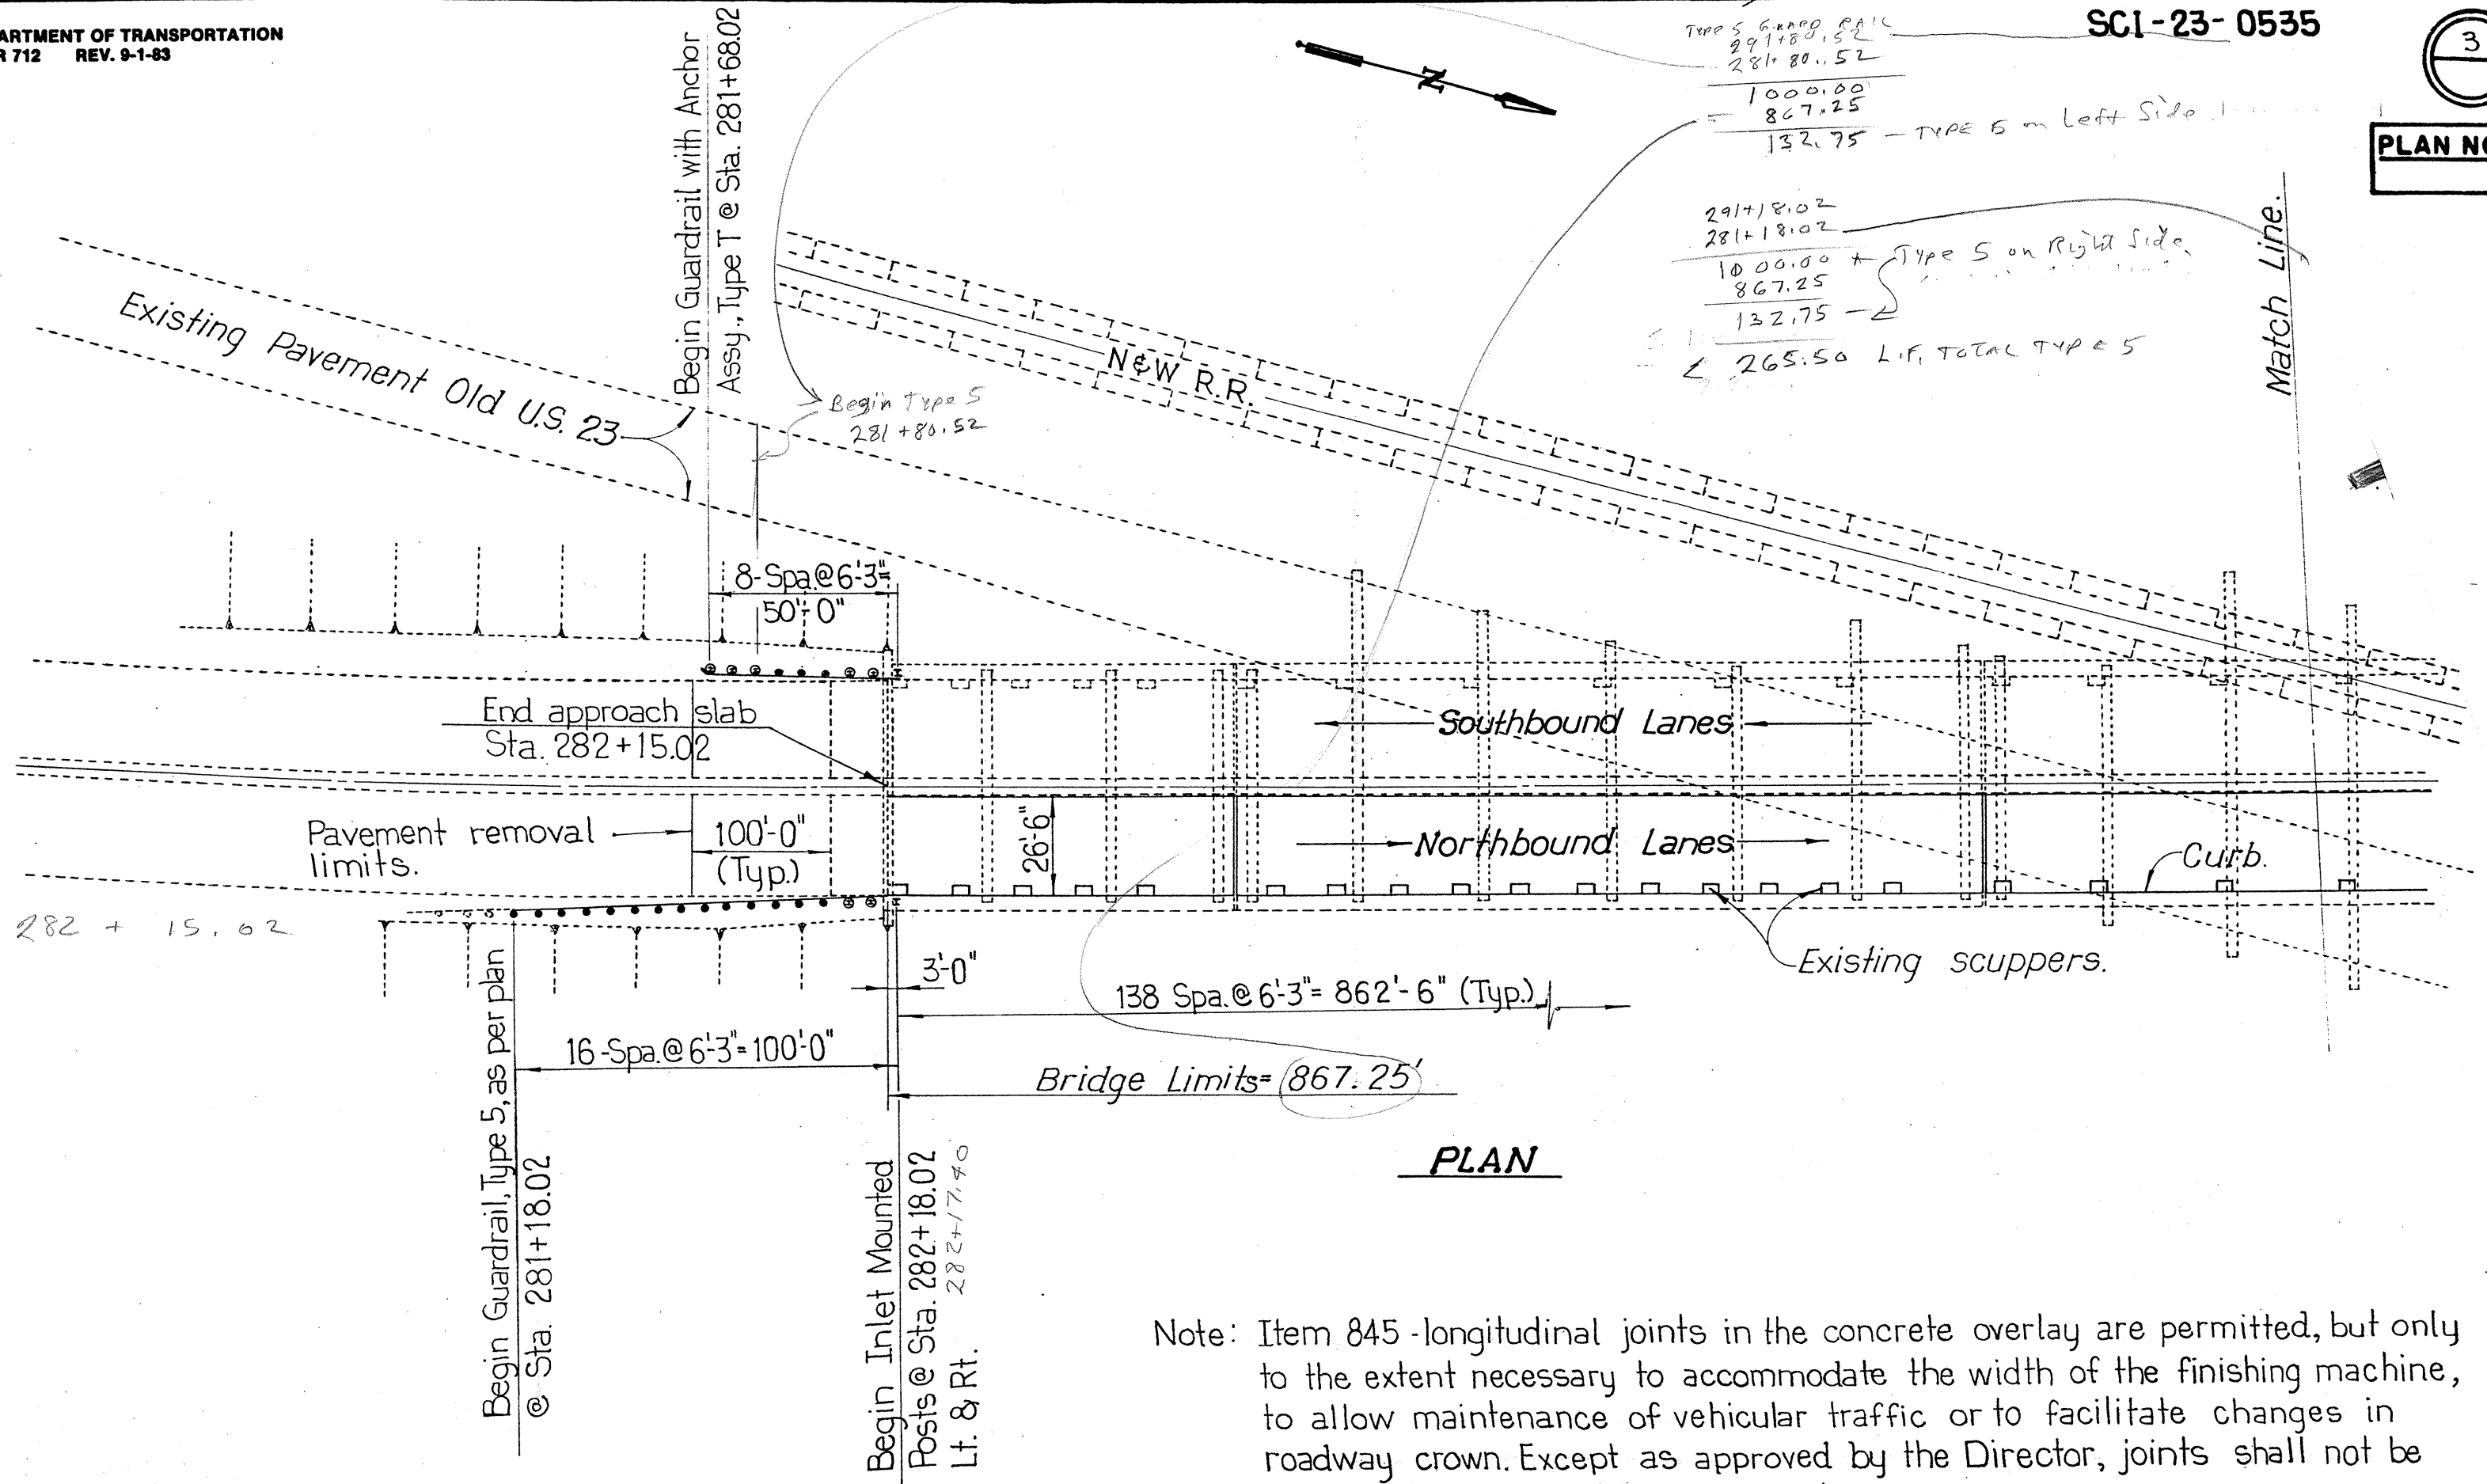 ARTMENT OF TRANSPORTATION
R 712 REV. 9-1-83
SCI-23-0535
3
PLAN NO
Type 5 Guard Rail
291+80.52
281+80.52
1000.00
867.25
132.75 - TYPE 5 on Left Side
291+18.02
281+18.02
1000.00
Type 5 on Right Side
867.25
132.75
265.50 L.F. TOTAL TYPE 5
N
Match Line.
Begin Guardrail with Anchor
Assy., Type T @ Sta. 281+68.02
Existing Pavement Old U.S. 23
N&W R.R.
Begin Type 5
281+80.52
8-Spa.@6'-3"=
50'-0"
End approach slab
Sta. 282+15.02
Southbound Lanes
Pavement removal
limits.
100'-0"
(Typ.)
26'-6"
Northbound Lanes
Curb.
282 + 15.02
Existing scuppers.
3'-0"
138 Spa.@6'-3"= 862'-6" (Typ.)
16-Spa.@6'-3"=100'-0"
Bridge Limits= 867.25'
Begin Guardrail, Type 5, as per plan
@ Sta. 281+18.02
Begin Inlet Mounted
Posts @ Sta. 282+18.02
282+17.40
Lt. & Rt.
PLAN
Note: Item 845 -longitudinal joints in the concrete overlay are permitted, but only
to the extent necessary to accommodate the width of the finishing machine,
to allow maintenance of vehicular traffic or to facilitate changes in
roadway crown. Except as approved by the Director, joints shall not be